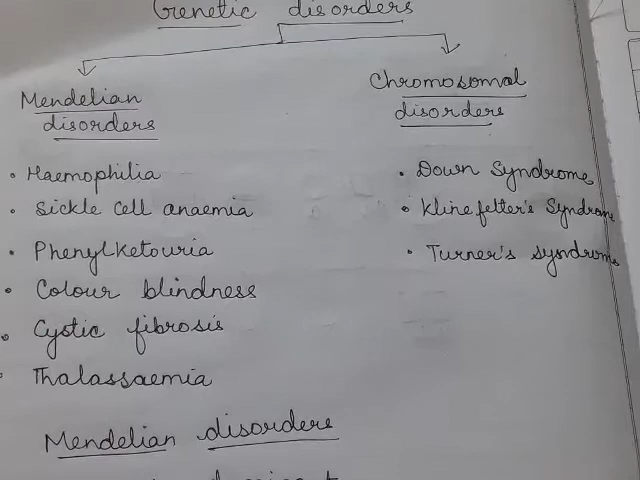 Genetic disorders
Mendelian
disorders
Chromosomal
disorders
• Haemophilia
• Sickle cell anaemia
• Phenylketouria
• Colour blindness
• Cystic fibrosis
• Thalassaemia
• Down Syndrome
• Klinefelter's Syndrome
• Turner's syndrome
Mendelian disorders